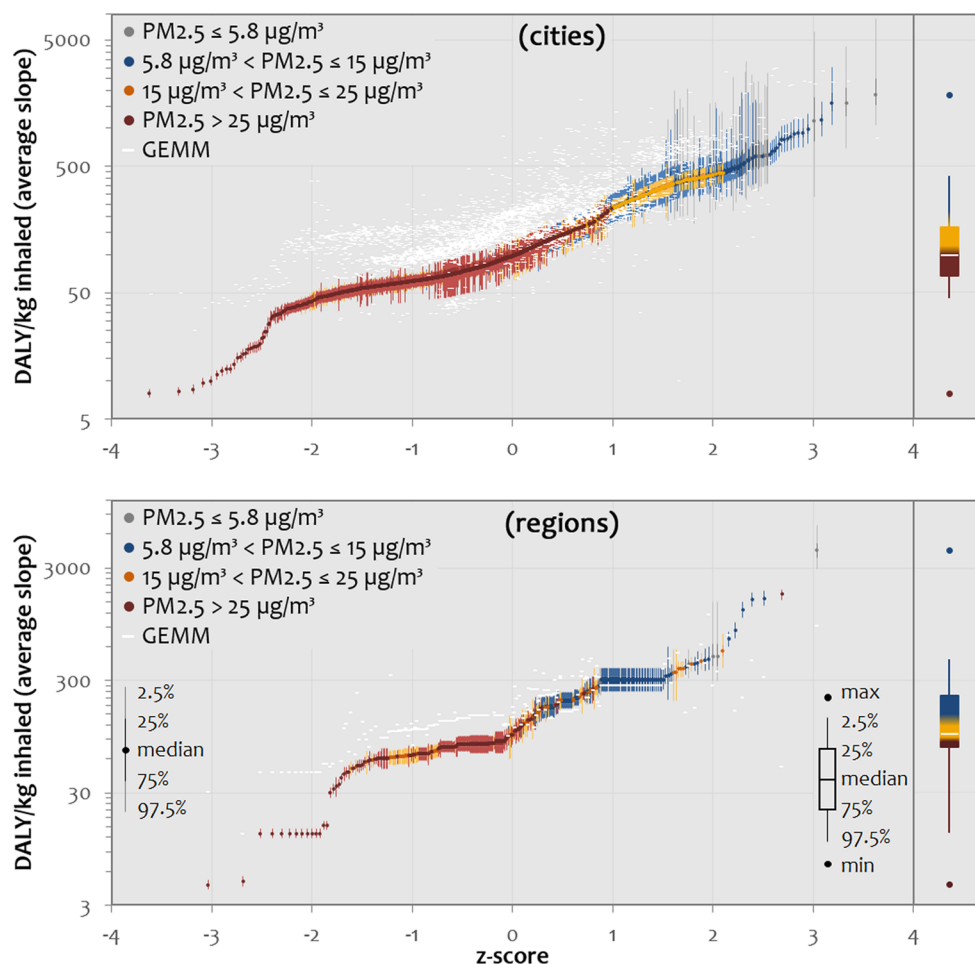 (cities)
PM2.5 ≤ 5.8 µg/m³
5.8 µg/m³ < PM2.5 ≤ 15 µg/m³
15 µg/m³ < PM2.5 ≤ 25 µg/m³
PM2.5 > 25 µg/m³
GEMM
DALY/kg inhaled (average slope)
5000
500
50
5
-4 -3 -2 -1 0 1 2 3 4
(regions)
PM2.5 ≤ 5.8 µg/m³
5.8 µg/m³ < PM2.5 ≤ 15 µg/m³
15 µg/m³ < PM2.5 ≤ 25 µg/m³
PM2.5 > 25 µg/m³
GEMM
DALY/kg inhaled (average slope)
3000
300
30
3
2.5%
25%
median
75%
97.5%
max
2.5%
25%
median
75%
97.5%
min
-4 -3 -2 -1 0 1 2 3 4
z-score